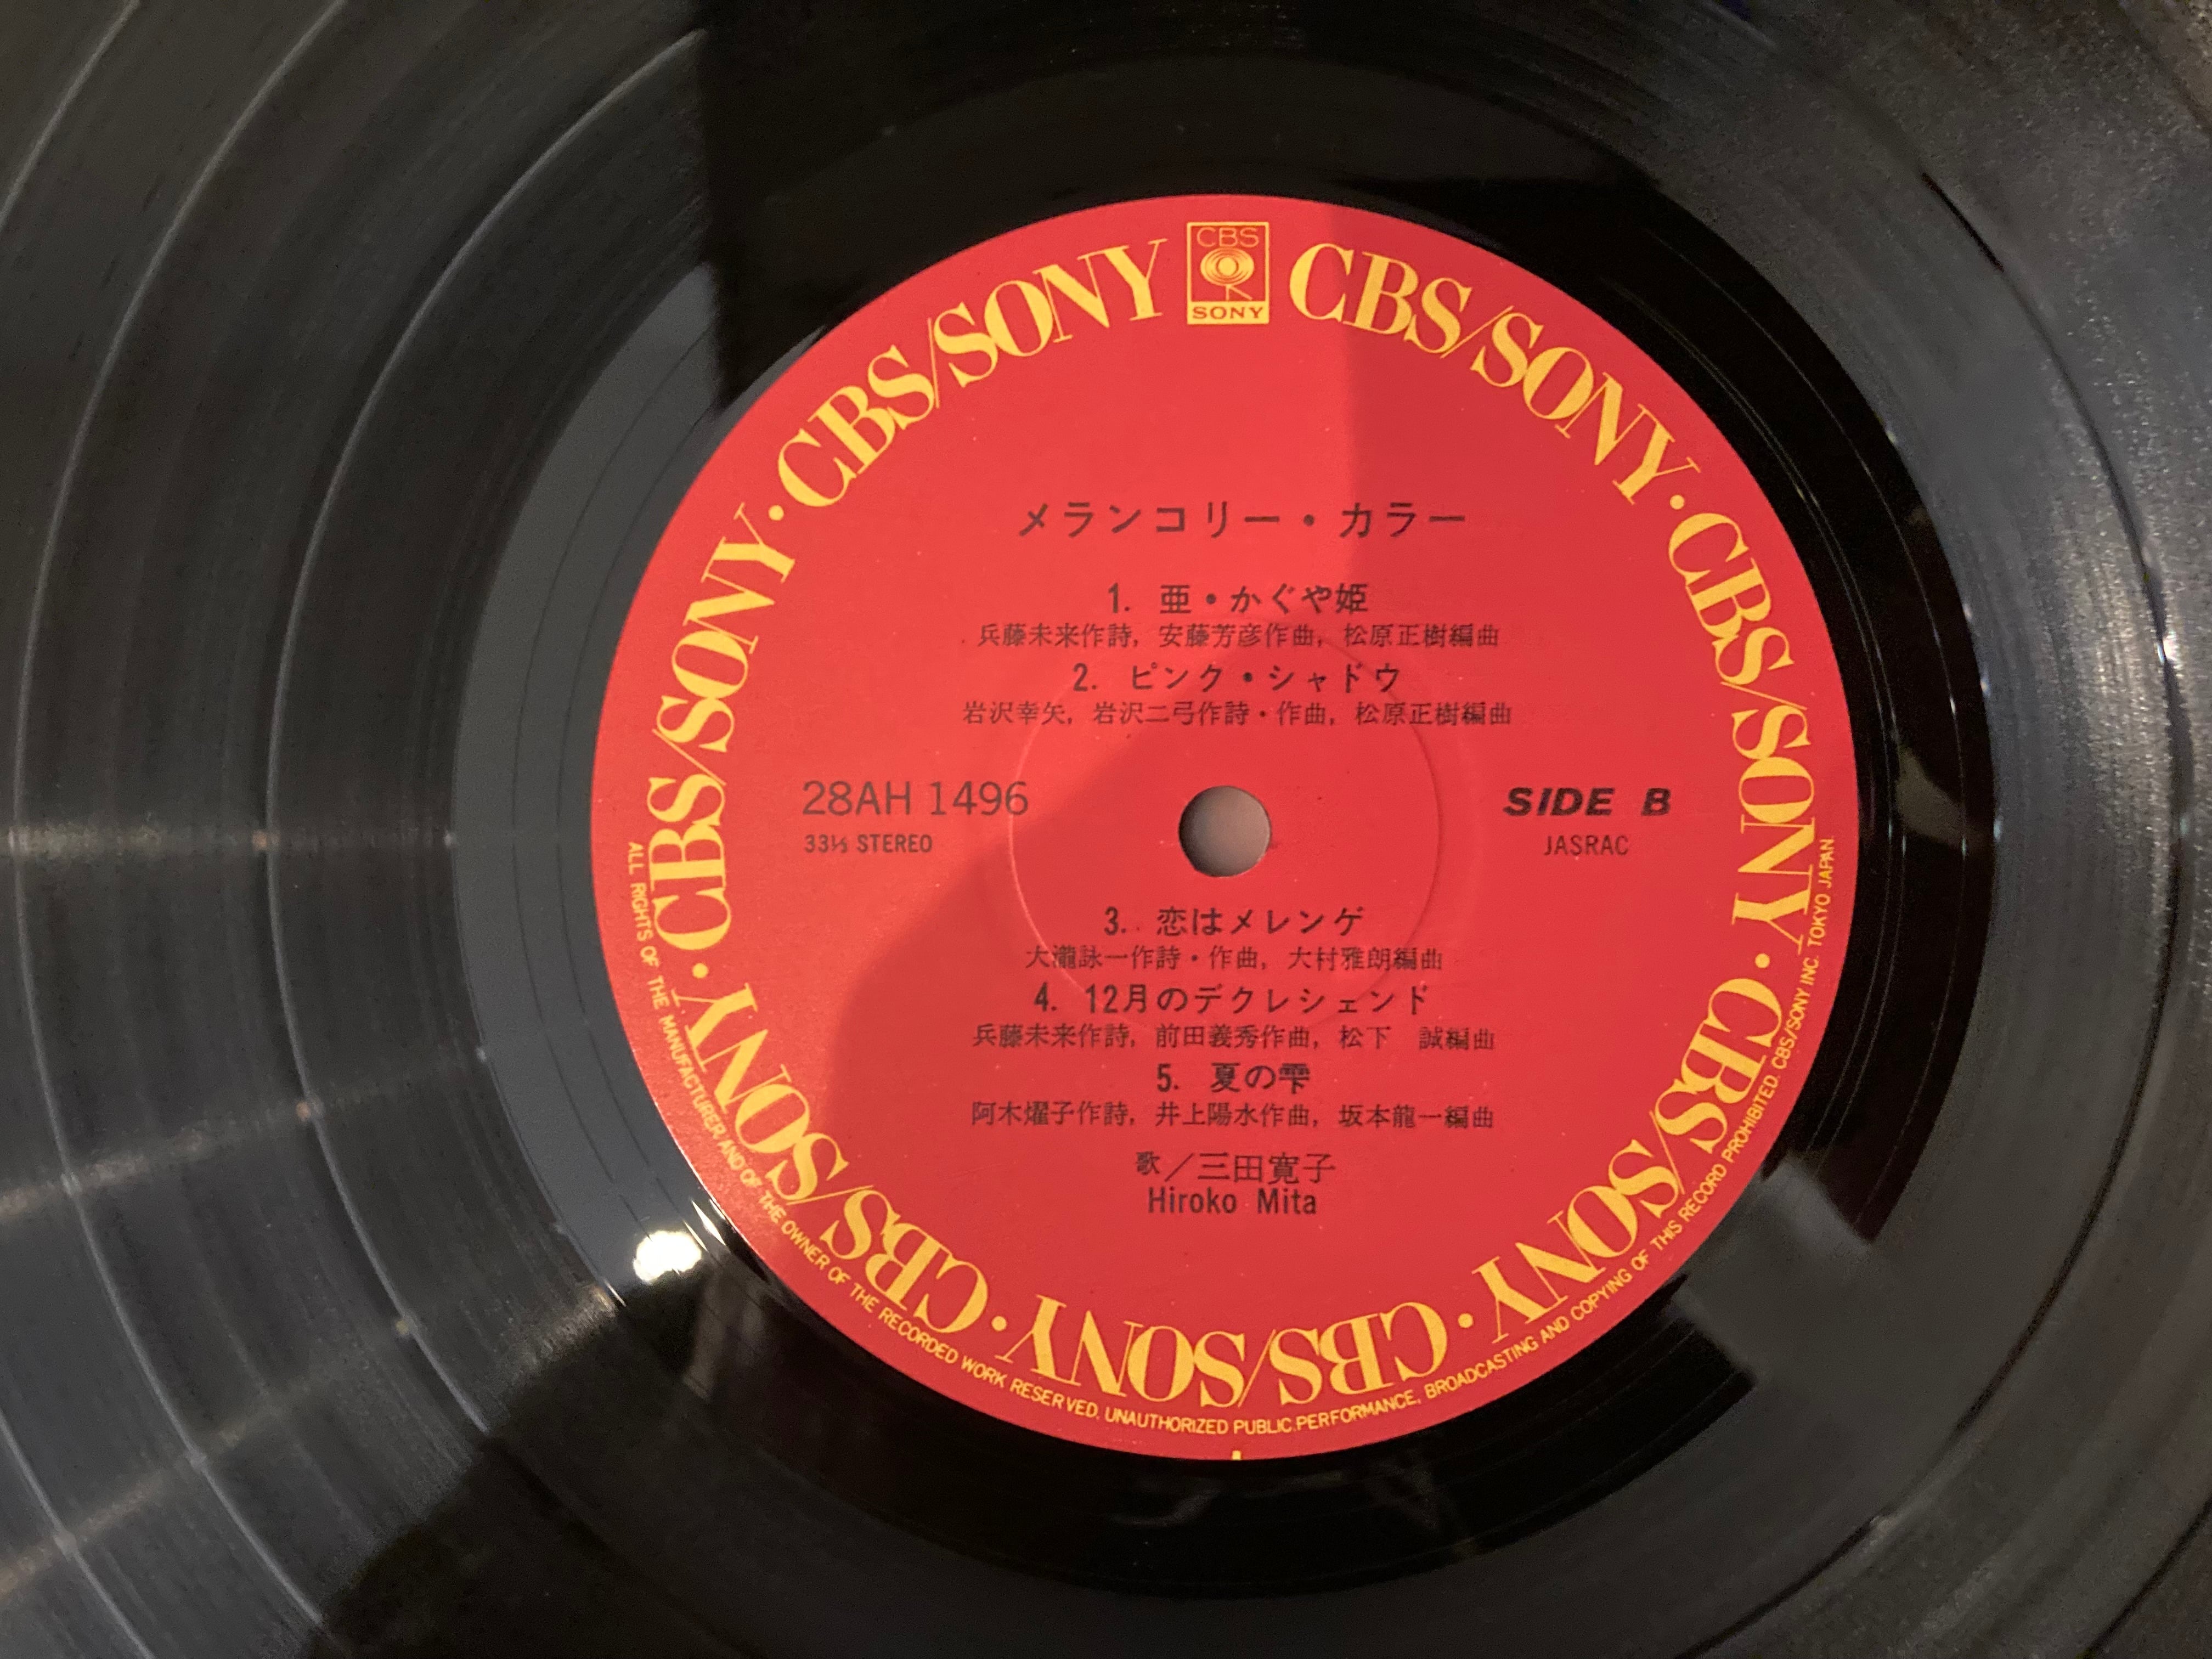 CBS
SONY
CBS/SONY・CBS/SONY・CBS/SONY・CBS/SONY・CBS/SONY・CBS/SONY・CBS/SONY・CBS/SONY
メランコリー・カラー
1. 亜・かぐや姫
兵藤未来作詩, 安藤芳彦作曲, 松原正樹編曲
2. ピンク・シャドウ
岩沢幸矢, 岩沢二弓作詩・作曲, 松原正樹編曲
28AH 1496
33⅓ STEREO
SIDE B
JASRAC
3. 恋はメレンゲ
大瀧詠一作詩・作曲, 大村雅朗編曲
4. 12月のデクレシェンド
兵藤未来作詩, 前田義秀作曲, 松下 誠編曲
5. 夏の雫
阿木燿子作詩, 井上陽水作曲, 坂本龍一編曲
歌／三田寛子
Hiroko Mita
ALL RIGHTS OF THE MANUFACTURER AND OF THE OWNER OF THE RECORDED WORK RESERVED. UNAUTHORIZED PUBLIC PERFORMANCE, BROADCASTING AND COPYING OF THIS RECORD PROHIBITED. CBS/SONY INC. TOKYO JAPAN.